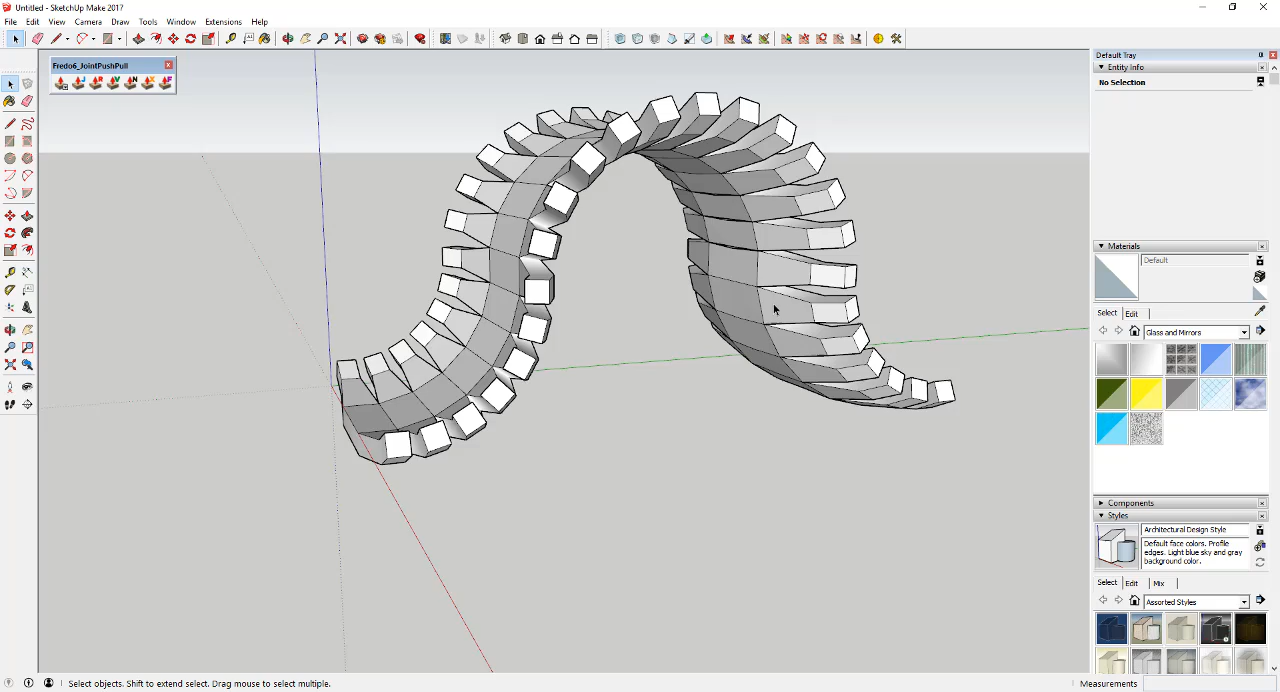 Untitled - SketchUp Make 2017
File Edit View Camera Draw Tools Window Extensions Help
Fredo6_JointPushPull
J R V N X F
Default Tray
Entity Info
No Selection
Materials
Default
Select Edit
Glass and Mirrors
Components
Styles
Architectural Design Style
Default face colors. Profile
edges. Light blue sky and gray
background color.
Select Edit Mix
Assorted Styles
Select objects. Shift to extend select. Drag mouse to select multiple.
Measurements